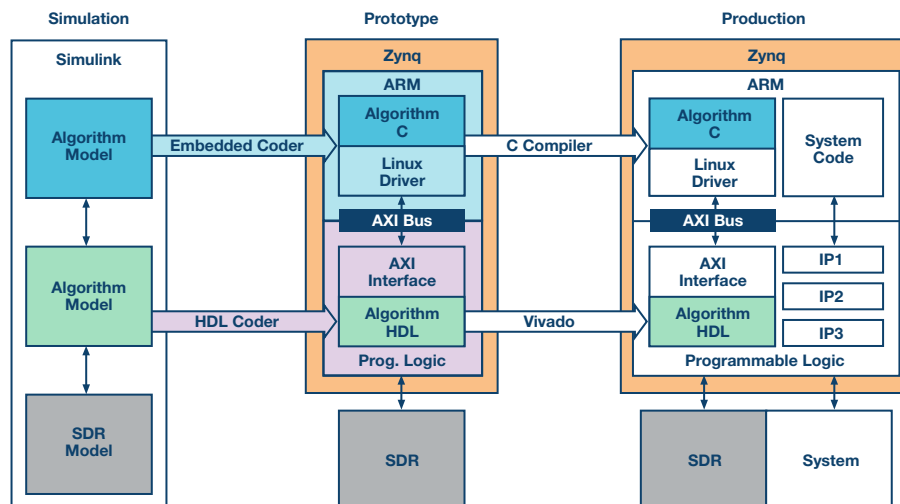 Simulation
Prototype
Production
Simulink
Algorithm
Model
Algorithm
Model
SDR
Model
Embedded Coder
HDL Coder
Zynq
ARM
Algorithm
C
Linux
Driver
AXI Bus
AXI
Interface
Algorithm
HDL
Prog. Logic
SDR
C Compiler
Vivado
Zynq
ARM
Algorithm
C
Linux
Driver
System
Code
AXI Bus
AXI
Interface
Algorithm
HDL
IP1
IP2
IP3
Programmable Logic
SDR
System